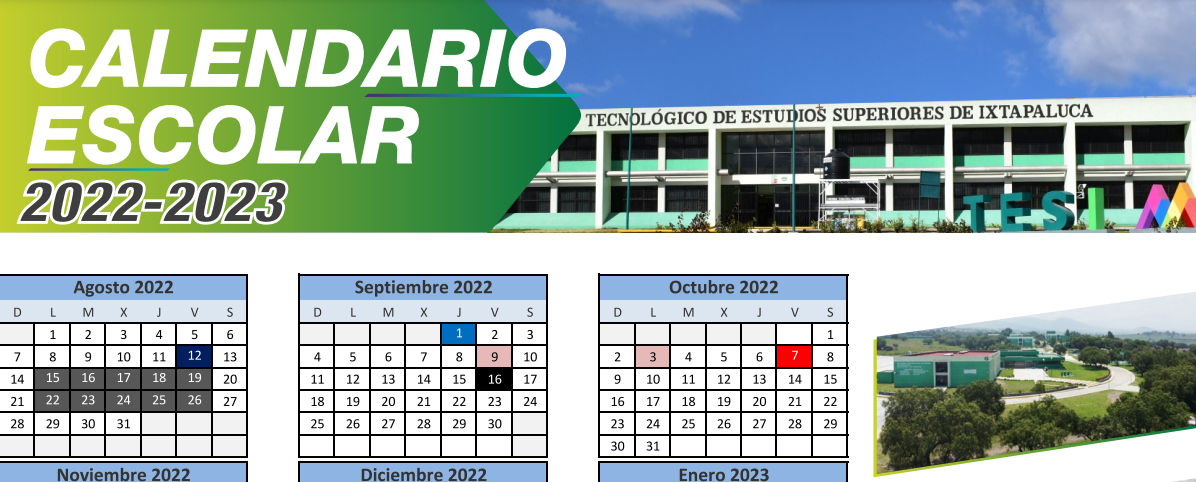 CALENDARIO
ESCOLAR
2022-2023
TECNOLÓGICO DE ESTUDIOS SUPERIORES DE IXTAPALUCA
TESI
Agosto 2022
D L M X J V S
1 2 3 4 5 6
7 8 9 10 11 12 13
14 15 16 17 18 19 20
21 22 23 24 25 26 27
28 29 30 31
Septiembre 2022
D L M X J V S
1 2 3
4 5 6 7 8 9 10
11 12 13 14 15 16 17
18 19 20 21 22 23 24
25 26 27 28 29 30
Octubre 2022
D L M X J V S
1
2 3 4 5 6 7 8
9 10 11 12 13 14 15
16 17 18 19 20 21 22
23 24 25 26 27 28 29
30 31
Noviembre 2022
Diciembre 2022
Enero 2023